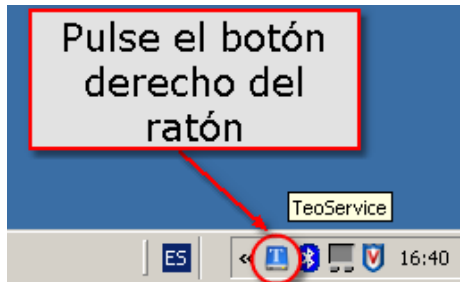 Pulse el botón
derecho del
ratón
TeoService
ES « T 16:40